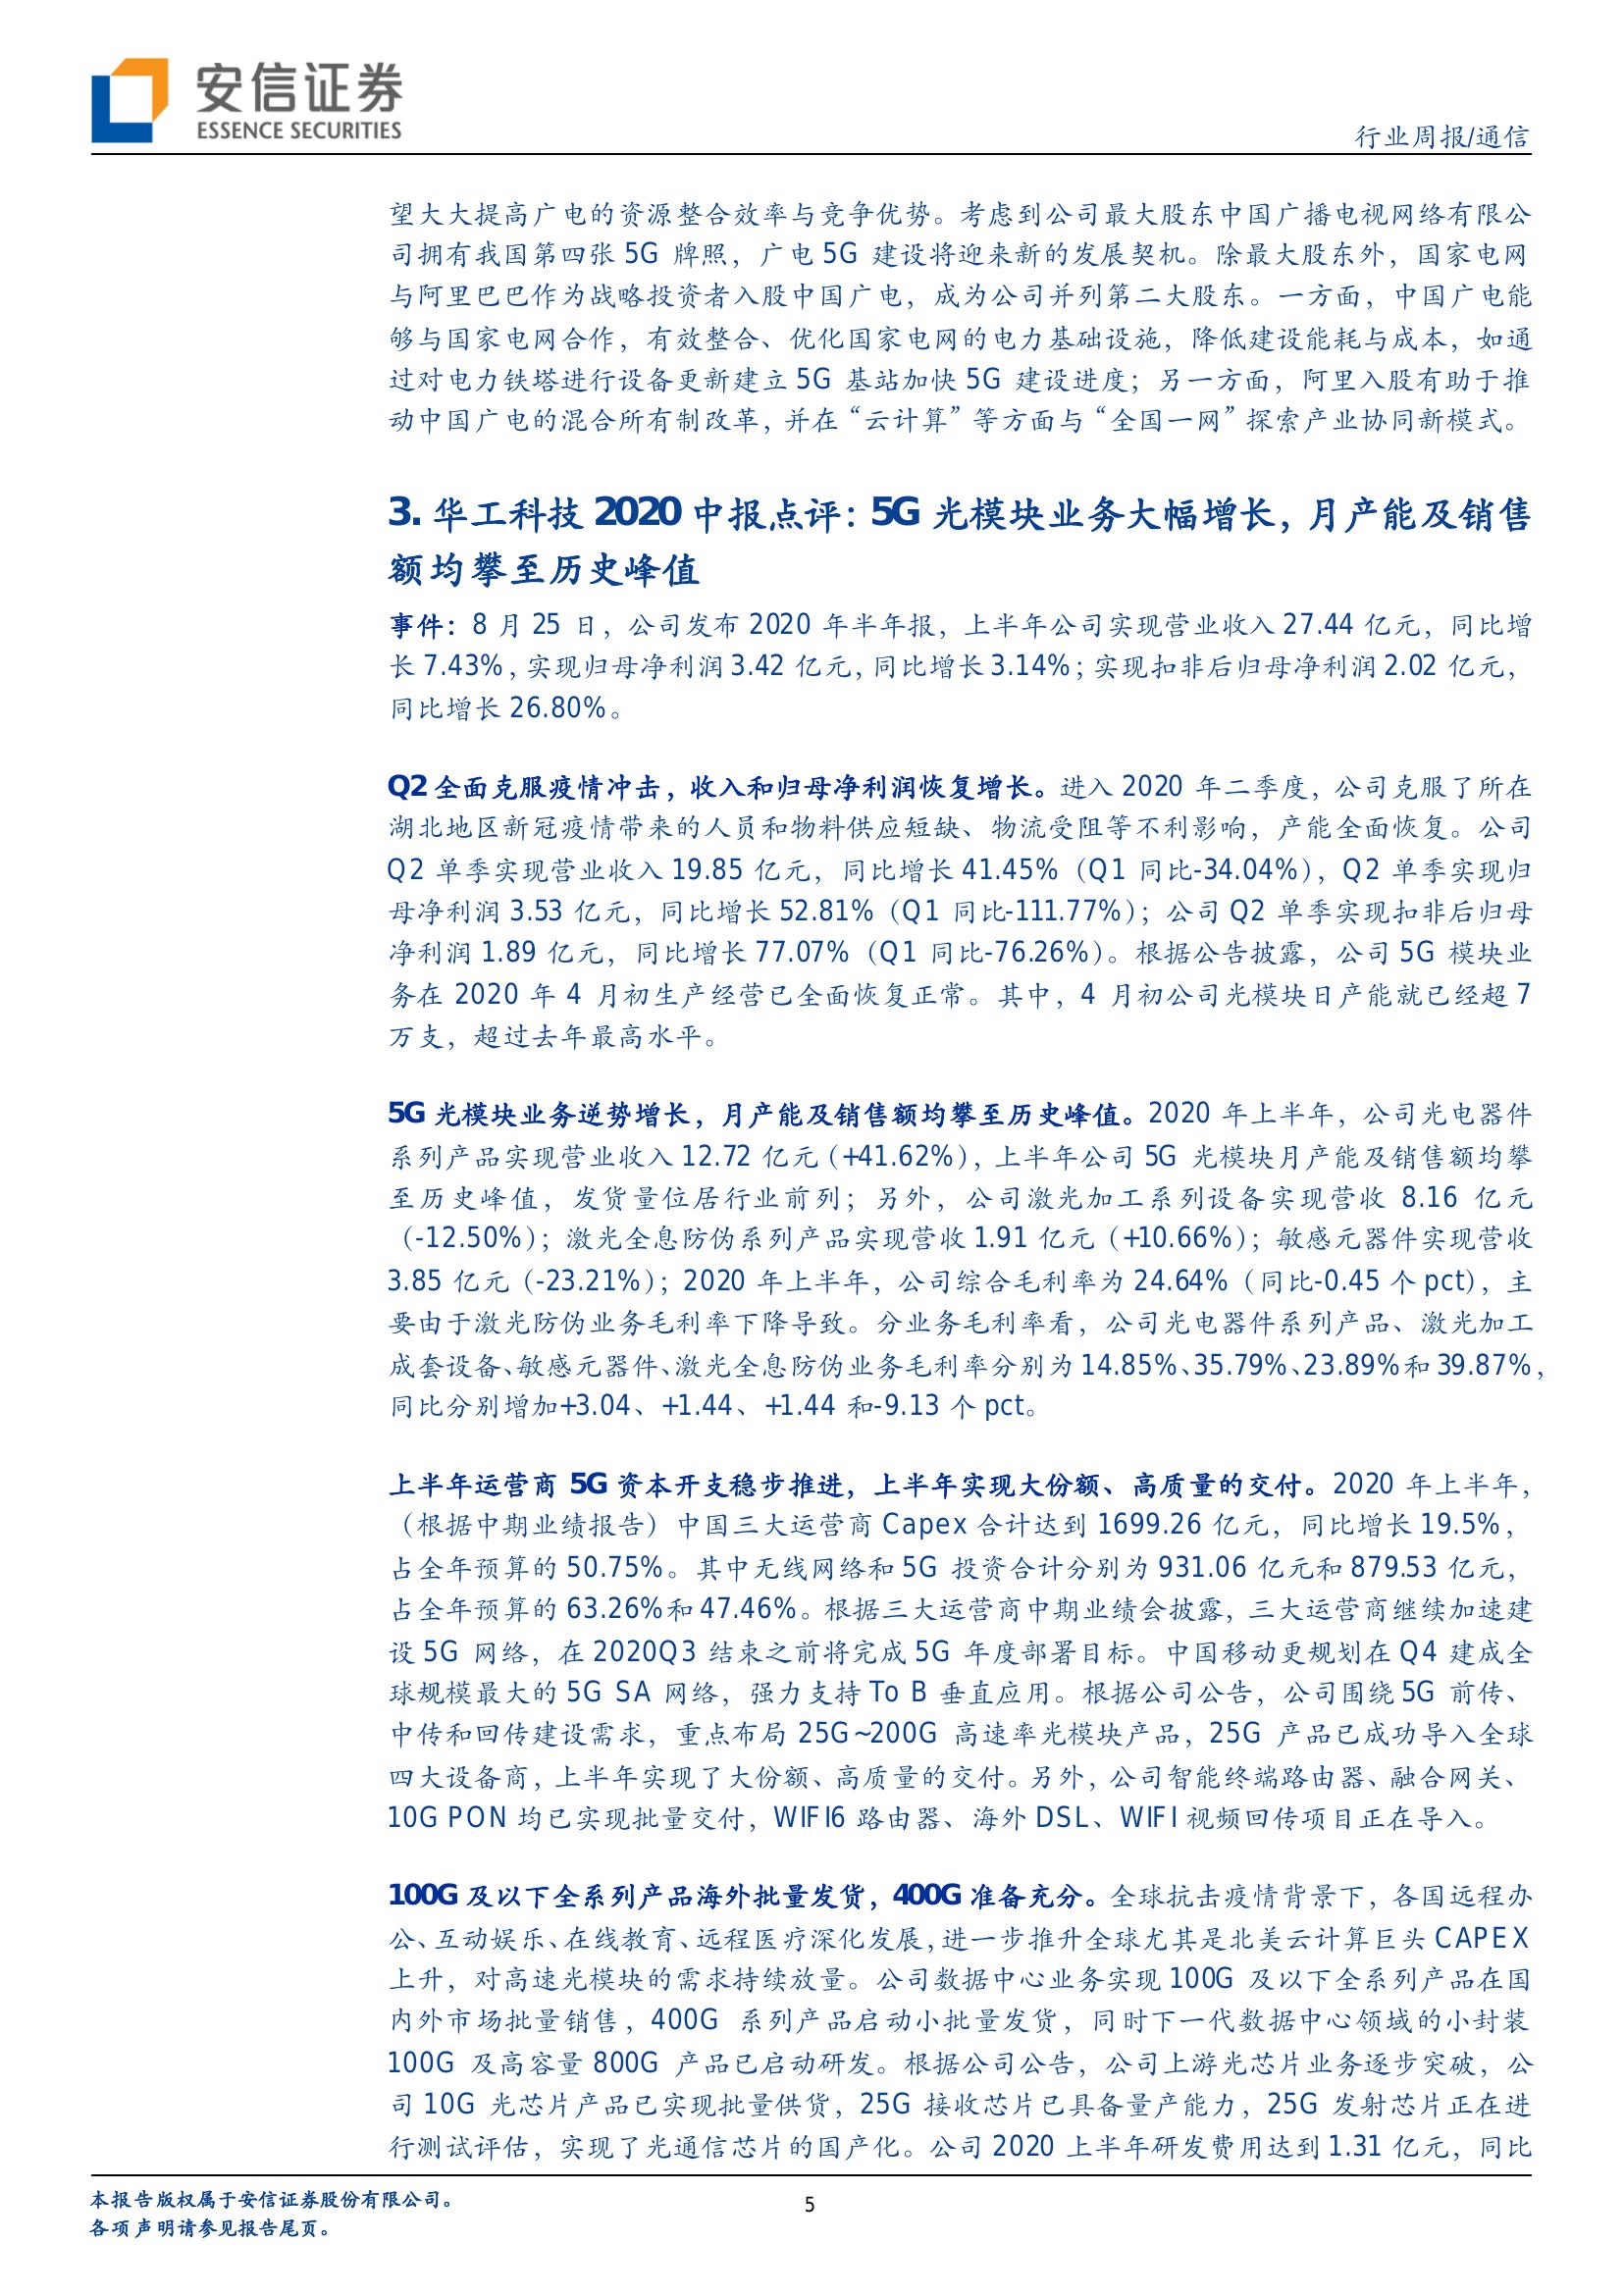 安信证券
ESSENCE SECURITIES
行业周报/通信
望大大提高广电的资源整合效率与竞争优势。考虑到公司最大股东中国广播电视网络有限公
司拥有我国第四张 5G 牌照，广电 5G 建设将迎来新的发展契机。除最大股东外，国家电网
与阿里巴巴作为战略投资者入股中国广电，成为公司并列第二大股东。一方面，中国广电能
够与国家电网合作，有效整合、优化国家电网的电力基础设施，降低建设能耗与成本，如通
过对电力铁塔进行设备更新建立 5G 基站加快 5G 建设进度；另一方面，阿里入股有助于推
动中国广电的混合所有制改革，并在“云计算”等方面与“全国一网”探索产业协同新模式。
3. 华工科技 2020 中报点评：5G 光模块业务大幅增长，月产能及销售
额均攀至历史峰值
事件：8 月 25 日，公司发布 2020 年半年报，上半年公司实现营业收入 27.44 亿元，同比增
长 7.43%，实现归母净利润 3.42 亿元，同比增长 3.14%；实现扣非后归母净利润 2.02 亿元，
同比增长 26.80%。
Q2 全面克服疫情冲击，收入和归母净利润恢复增长。进入 2020 年二季度，公司克服了所在
湖北地区新冠疫情带来的人员和物料供应短缺、物流受阻等不利影响，产能全面恢复。公司
Q2 单季实现营业收入 19.85 亿元，同比增长 41.45%（Q1 同比-34.04%），Q2 单季实现归
母净利润 3.53 亿元，同比增长 52.81%（Q1 同比-111.77%）；公司 Q2 单季实现扣非后归母
净利润 1.89 亿元，同比增长 77.07%（Q1 同比-76.26%）。根据公告披露，公司 5G 模块业
务在 2020 年 4 月初生产经营已全面恢复正常。其中，4 月初公司光模块日产能就已经超 7
万支，超过去年最高水平。
5G 光模块业务逆势增长，月产能及销售额均攀至历史峰值。2020 年上半年，公司光电器件
系列产品实现营业收入 12.72 亿元（+41.62%），上半年公司 5G 光模块月产能及销售额均攀
至历史峰值，发货量位居行业前列；另外，公司激光加工系列设备实现营收 8.16 亿元
（-12.50%）；激光全息防伪系列产品实现营收 1.91 亿元（+10.66%）；敏感元器件实现营收
3.85 亿元（-23.21%）；2020 年上半年，公司综合毛利率为 24.64%（同比-0.45 个 pct），主
要由于激光防伪业务毛利率下降导致。分业务毛利率看，公司光电器件系列产品、激光加工
成套设备、敏感元器件、激光全息防伪业务毛利率分别为 14.85%、35.79%、23.89%和 39.87%，
同比分别增加+3.04、+1.44、+1.44 和-9.13 个 pct。
上半年运营商 5G 资本开支稳步推进，上半年实现大份额、高质量的交付。2020 年上半年，
（根据中期业绩报告）中国三大运营商 Capex 合计达到 1699.26 亿元，同比增长 19.5%，
占全年预算的 50.75%。其中无线网络和 5G 投资合计分别为 931.06 亿元和 879.53 亿元，
占全年预算的 63.26%和 47.46%。根据三大运营商中期业绩会披露，三大运营商继续加速建
设 5G 网络，在 2020Q3 结束之前将完成 5G 年度部署目标。中国移动更规划在 Q4 建成全
球规模最大的 5G SA 网络，强力支持 To B 垂直应用。根据公司公告，公司围绕 5G 前传、
中传和回传建设需求，重点布局 25G~200G 高速率光模块产品，25G 产品已成功导入全球
四大设备商，上半年实现了大份额、高质量的交付。另外，公司智能终端路由器、融合网关、
10G PON 均已实现批量交付，WIFI6 路由器、海外 DSL、WIFI 视频回传项目正在导入。
100G 及以下全系列产品海外批量发货，400G 准备充分。全球抗击疫情背景下，各国远程办
公、互动娱乐、在线教育、远程医疗深化发展，进一步推升全球尤其是北美云计算巨头 CAPEX
上升，对高速光模块的需求持续放量。公司数据中心业务实现 100G 及以下全系列产品在国
内外市场批量销售，400G 系列产品启动小批量发货，同时下一代数据中心领域的小封装
100G 及高容量 800G 产品已启动研发。根据公司公告，公司上游光芯片业务逐步突破，公
司 10G 光芯片产品已实现批量供货，25G 接收芯片已具备量产能力，25G 发射芯片正在进
行测试评估，实现了光通信芯片的国产化。公司 2020 上半年研发费用达到 1.31 亿元，同比
本报告版权属于安信证券股份有限公司。
各项声明请参见报告尾页。
5